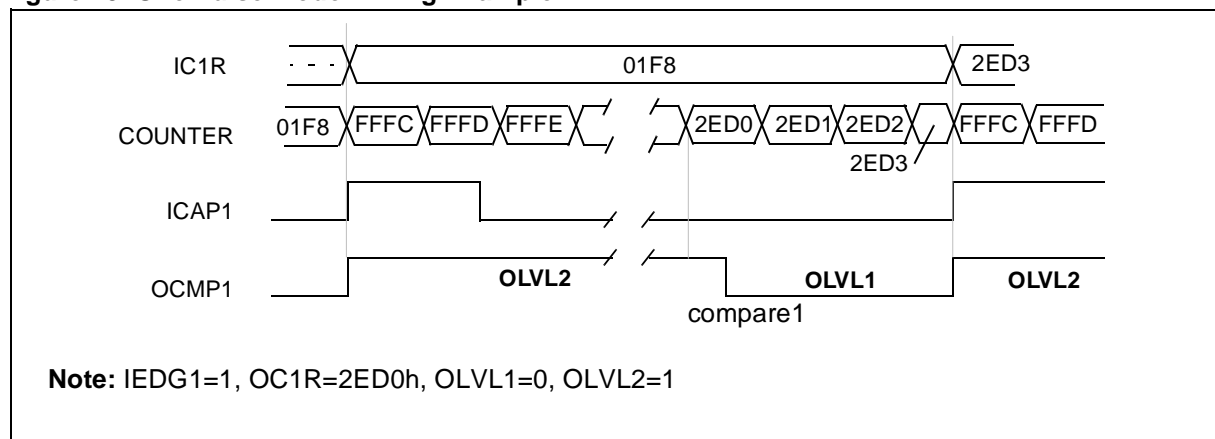 IC1R - - - 01F8 2ED3
COUNTER 01F8 FFFC FFFD FFFE 2ED0 2ED1 2ED2 FFFC FFFD
2ED3
ICAP1
OCMP1 OLVL2 OLVL1 OLVL2
compare1
Note: IEDG1=1, OC1R=2ED0h, OLVL1=0, OLVL2=1